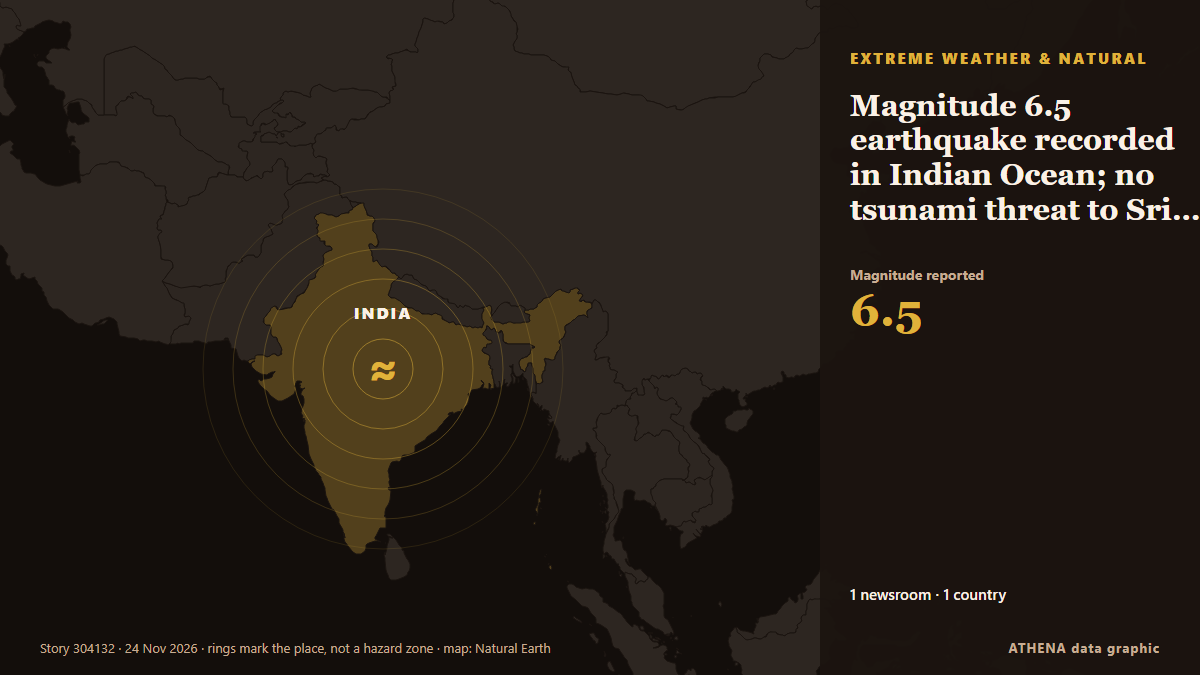 EXTREME WEATHER & NATURAL
Magnitude 6.5
earthquake recorded
in Indian Ocean; no
tsunami threat to Sri...
Magnitude reported
6.5
INDIA
1 newsroom · 1 country
Story 304132 · 24 Nov 2026 · rings mark the place, not a hazard zone · map: Natural Earth
ATHENA data graphic